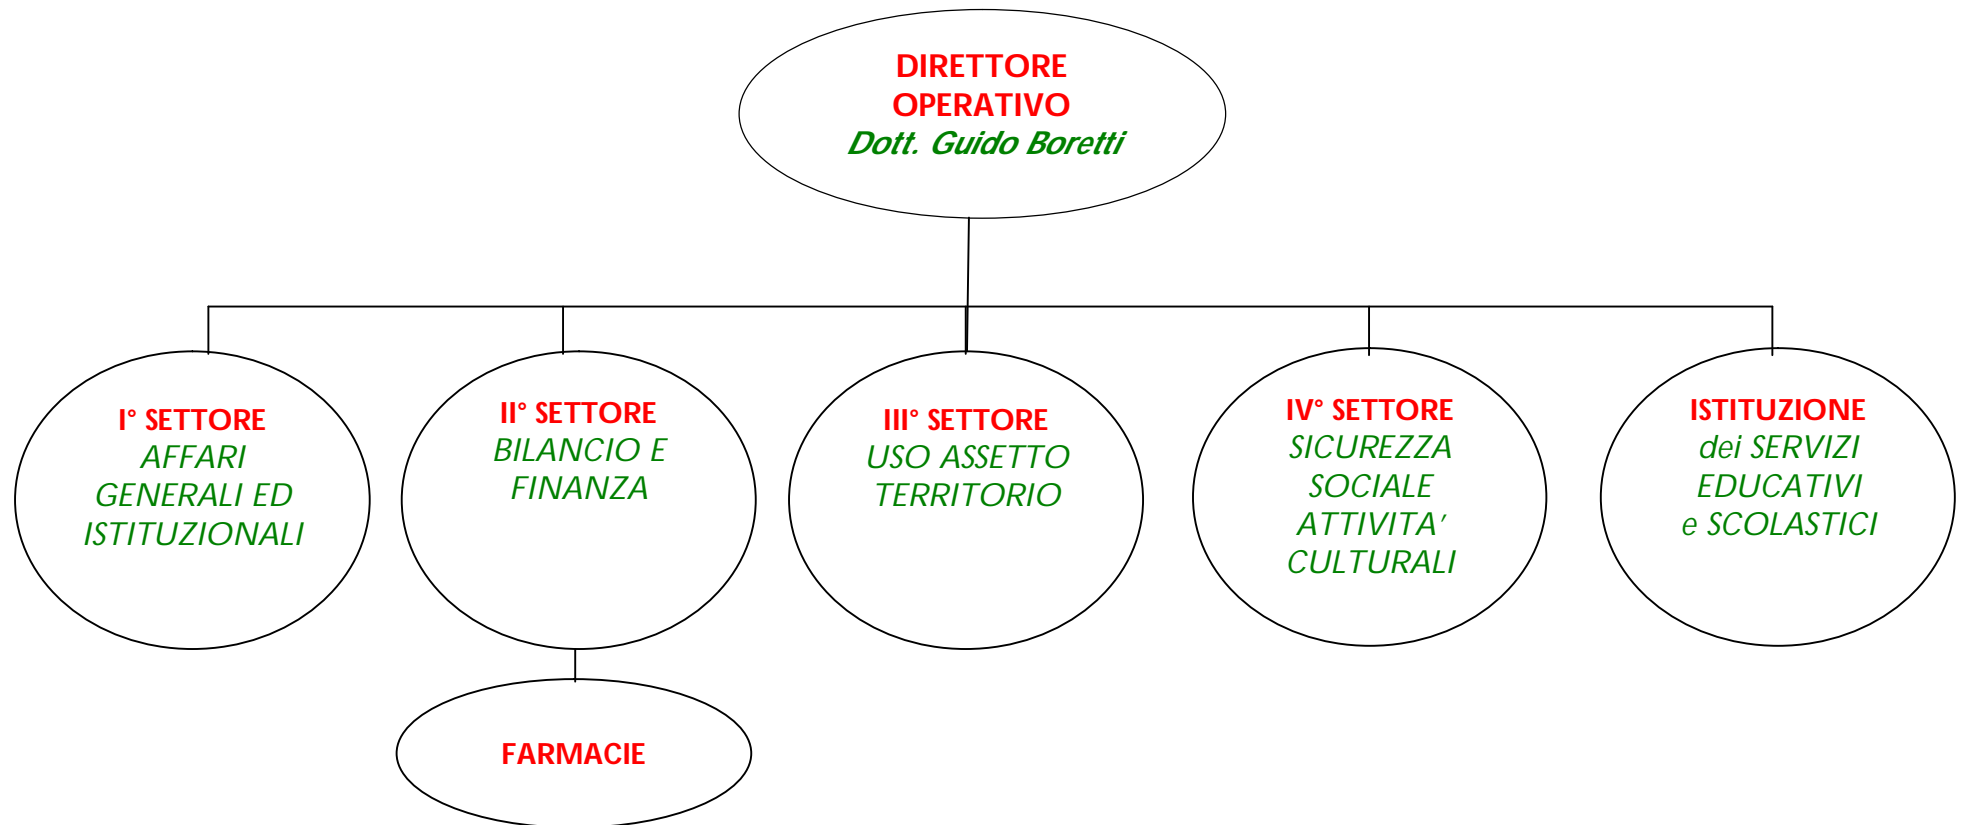 DIRETTORE
OPERATIVO
Dott. Guido Boretti
I° SETTORE
AFFARI
GENERALI ED
ISTITUZIONALI
II° SETTORE
BILANCIO E
FINANZA
III° SETTORE
USO ASSETTO
TERRITORIO
IV° SETTORE
SICUREZZA
SOCIALE
ATTIVITA’
CULTURALI
ISTITUZIONE
dei SERVIZI
EDUCATIVI
e SCOLASTICI
FARMACIE